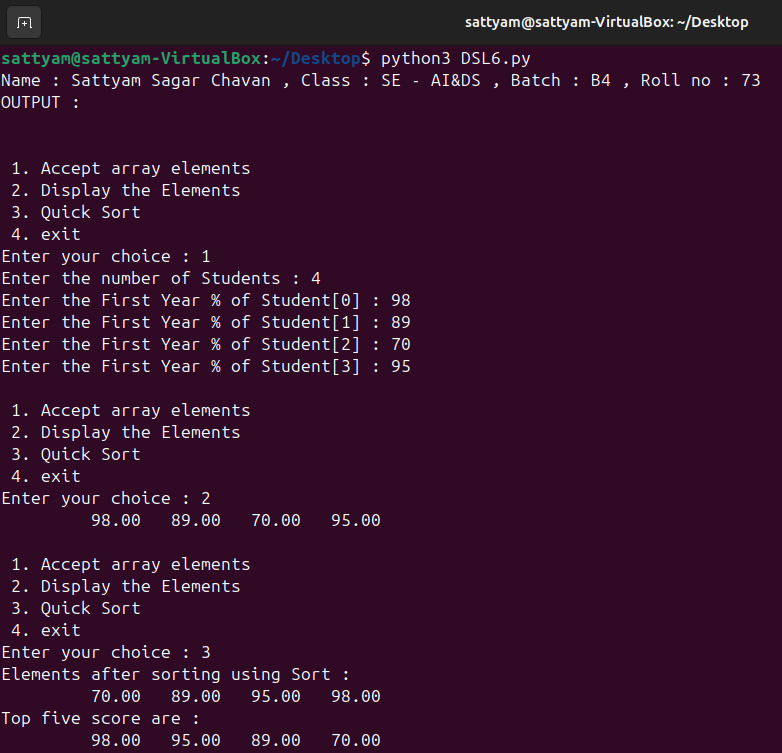 sattyam@sattyam-VirtualBox: ~/Desktop
sattyam@sattyam-VirtualBox:~/Desktop$ python3 DSL6.py
Name : Sattyam Sagar Chavan , Class : SE - AI&DS , Batch : B4 , Roll no : 73
OUTPUT :
1. Accept array elements
2. Display the Elements
3. Quick Sort
4. exit
Enter your choice : 1
Enter the number of Students : 4
Enter the First Year % of Student[0] : 98
Enter the First Year % of Student[1] : 89
Enter the First Year % of Student[2] : 70
Enter the First Year % of Student[3] : 95
1. Accept array elements
2. Display the Elements
3. Quick Sort
4. exit
Enter your choice : 2
98.00 89.00 70.00 95.00
1. Accept array elements
2. Display the Elements
3. Quick Sort
4. exit
Enter your choice : 3
Elements after sorting using Sort :
70.00 89.00 95.00 98.00
Top five score are :
98.00 95.00 89.00 70.00